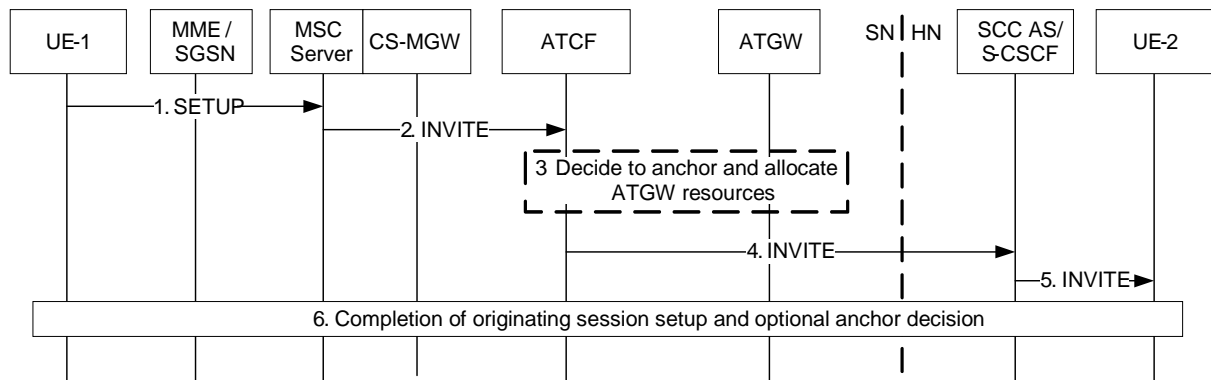 UE-1
MME /
SGSN
MSC
Server
CS-MGW
ATCF
ATGW
SN
HN
SCC AS/
S-CSCF
UE-2
1. SETUP
2. INVITE
3 Decide to anchor and allocate
ATGW resources
4. INVITE
5. INVITE
6. Completion of originating session setup and optional anchor decision